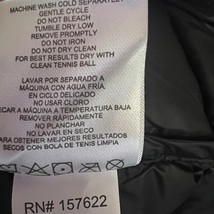 MACHINE WASH COLD SEPARATELY
GENTLE CYCLE
DO NOT BLEACH
TUMBLE DRY LOW
REMOVE PROMPTLY
DO NOT IRON
DO NOT DRY CLEAN
FOR BEST RESULTS DRY WITH
CLEAN TENNIS BALL
LAVAR POR SEPARADO A
MÁQUINA CON AGUA FRÍA
EN CICLO DELICADO
NO USAR CLORO
A MÁQUINA A TEMPERATURA BAJA
REMOVER RÁPIDAMENTE
NO PLANCHAR
NO LAVAR EN SECO
PARA OBTENER MEJORES RESULTADOS
SECOS CON BOLA DE TENIS LIMPIA
RN# 157622